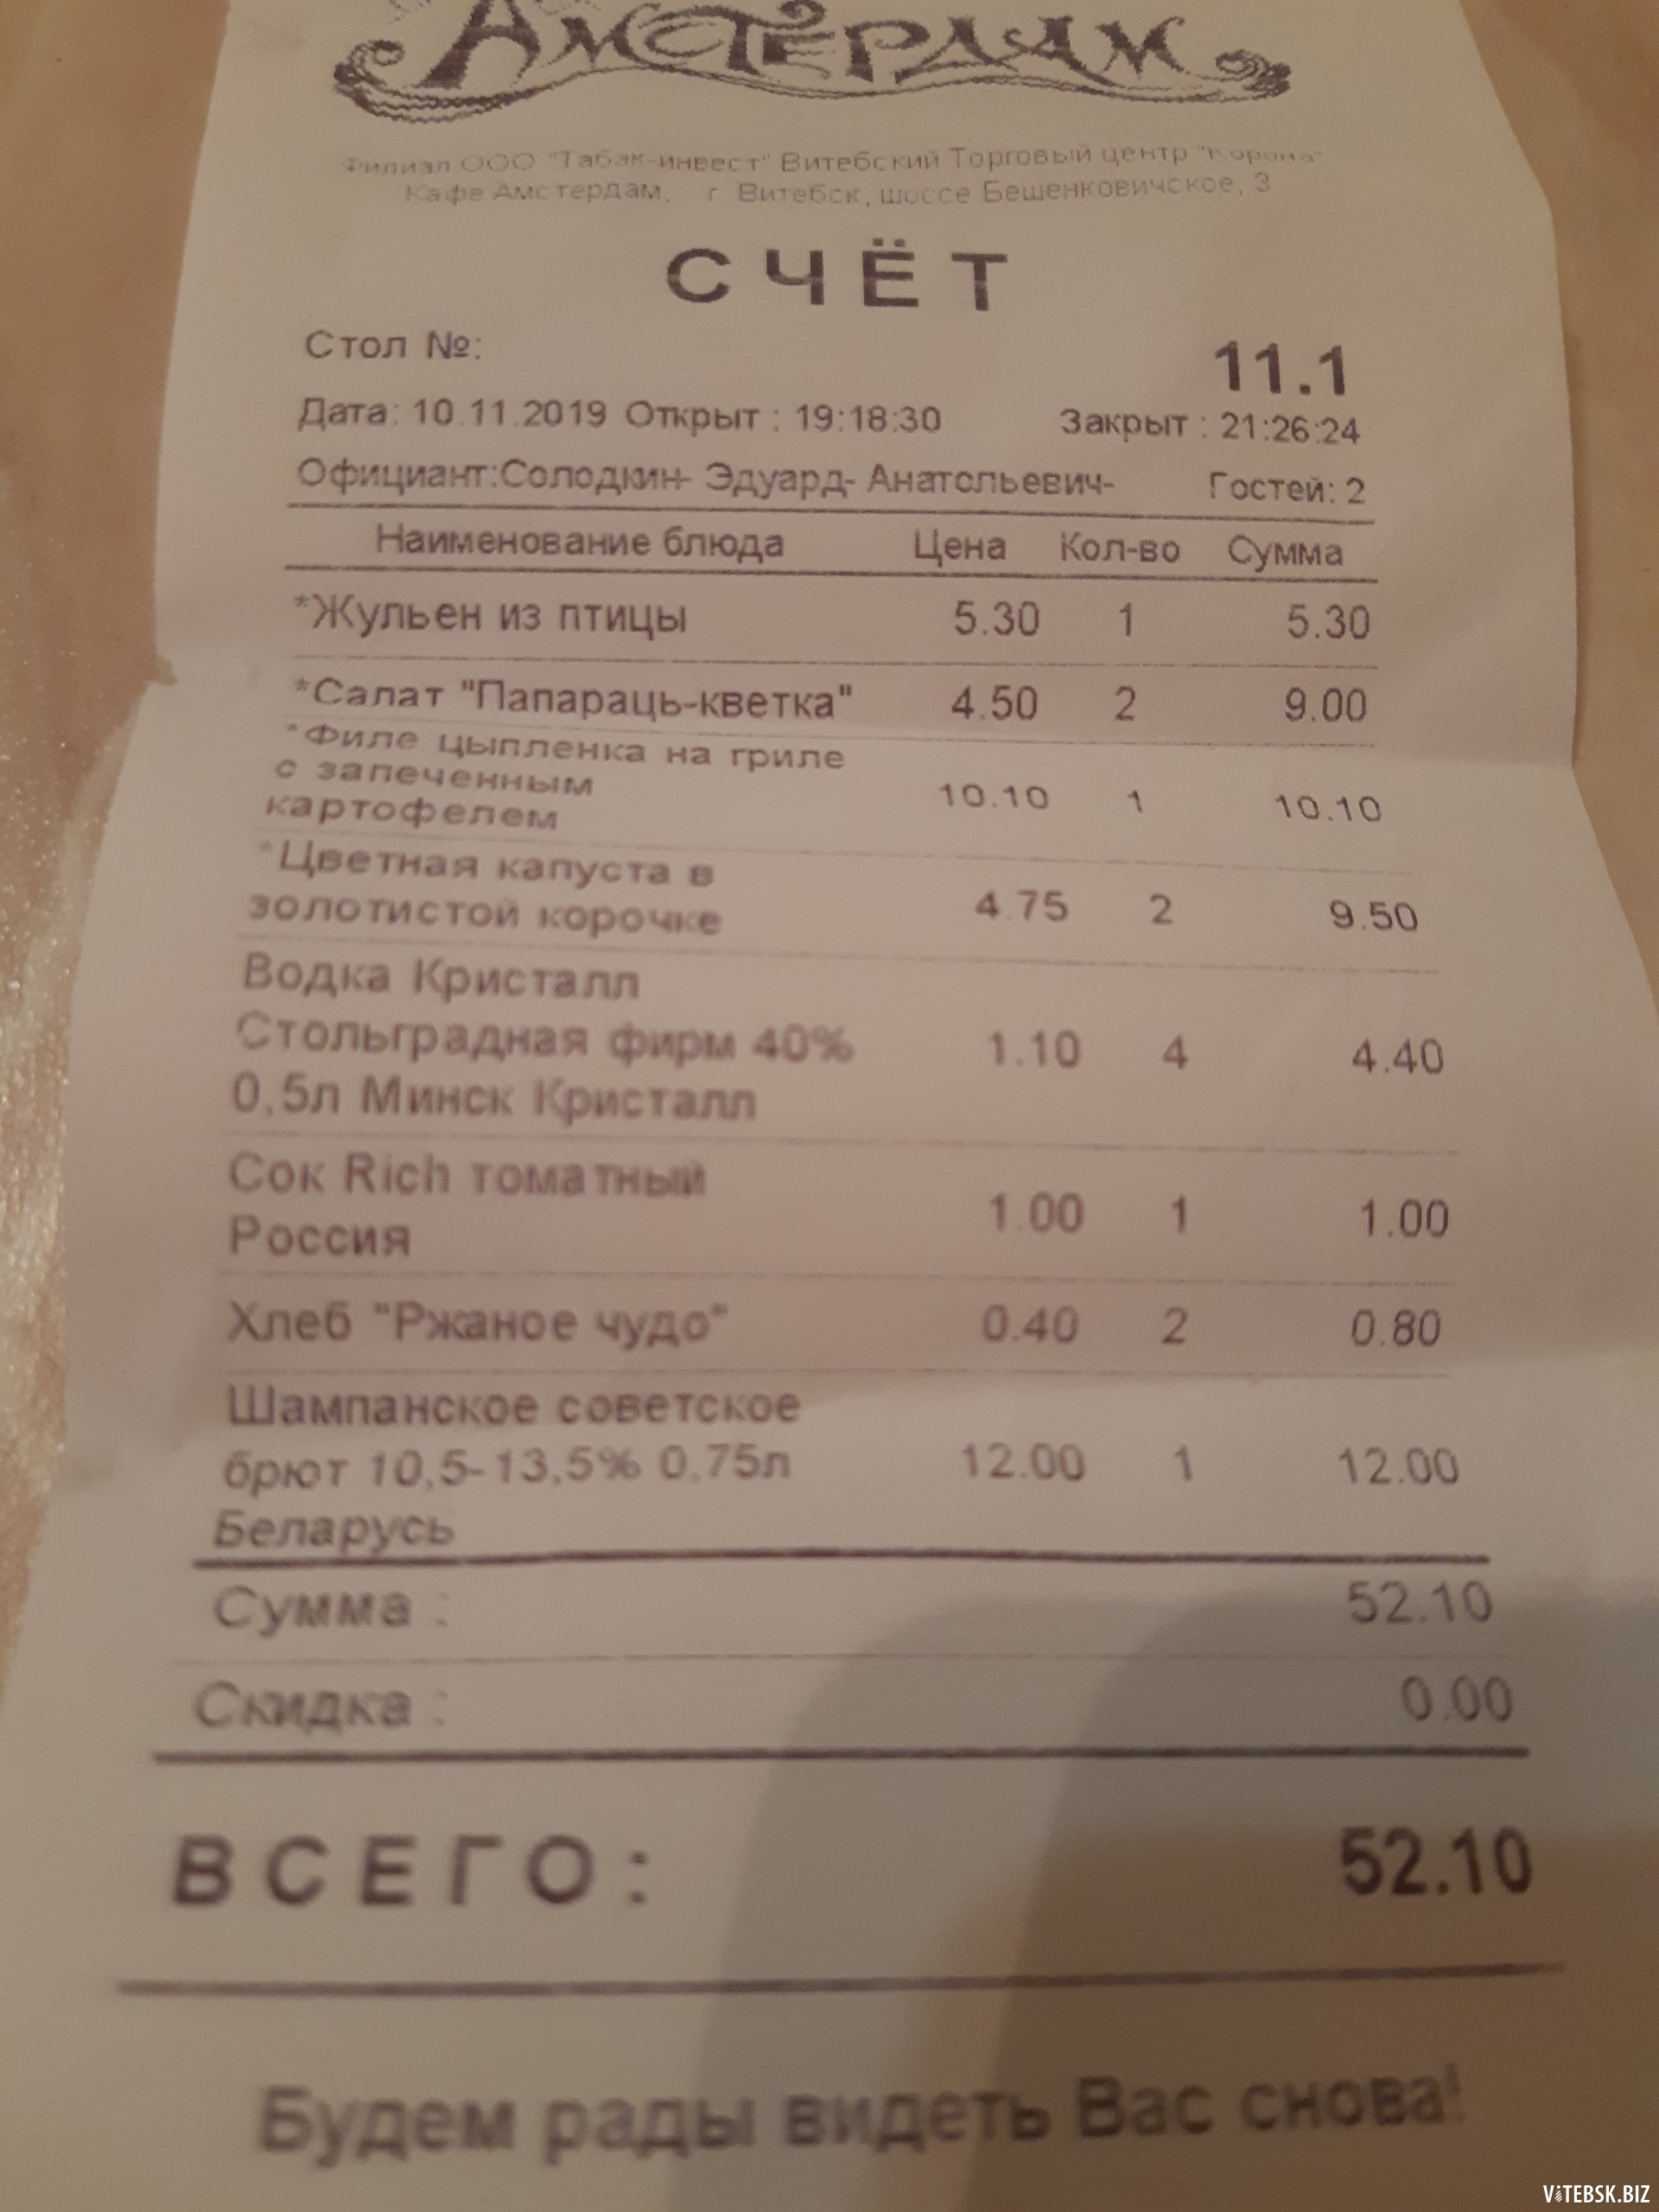 Амстердам
Филиал ООО "Табак-инвест" Витебский Торговый центр "Корона"
Кафе Амстердам, г Витебск, шоссе Бешенковичское, 3
СЧЁТ
Стол №: 11.1
Дата: 10.11.2019 Открыт : 19:18:30 Закрыт : 21:26:24
Официант:Солодкин- Эдуард- Анатольевич- Гостей: 2
Наименование блюда Цена Кол-во Сумма
*Жульен из птицы 5.30 1 5.30
*Салат "Папараць-кветка" 4.50 2 9.00
*Филе цыпленка на гриле
с запеченным
картофелем 10.10 1 10.10
*Цветная капуста в
золотистой корочке 4.75 2 9.50
Водка Кристалл
Стольградная фирм 40% 1.10 4 4.40
0,5л Минск Кристалл
Сок Rich томатный
Россия 1.00 1 1.00
Хлеб "Ржаное чудо" 0.40 2 0.80
Шампанское советское
брют 10,5-13,5% 0,75л 12.00 1 12.00
Беларусь
Сумма : 52.10
Скидка : 0.00
ВСЕГО: 52.10
Будем рады видеть Вас снова!
ViTEBSK.BIZ